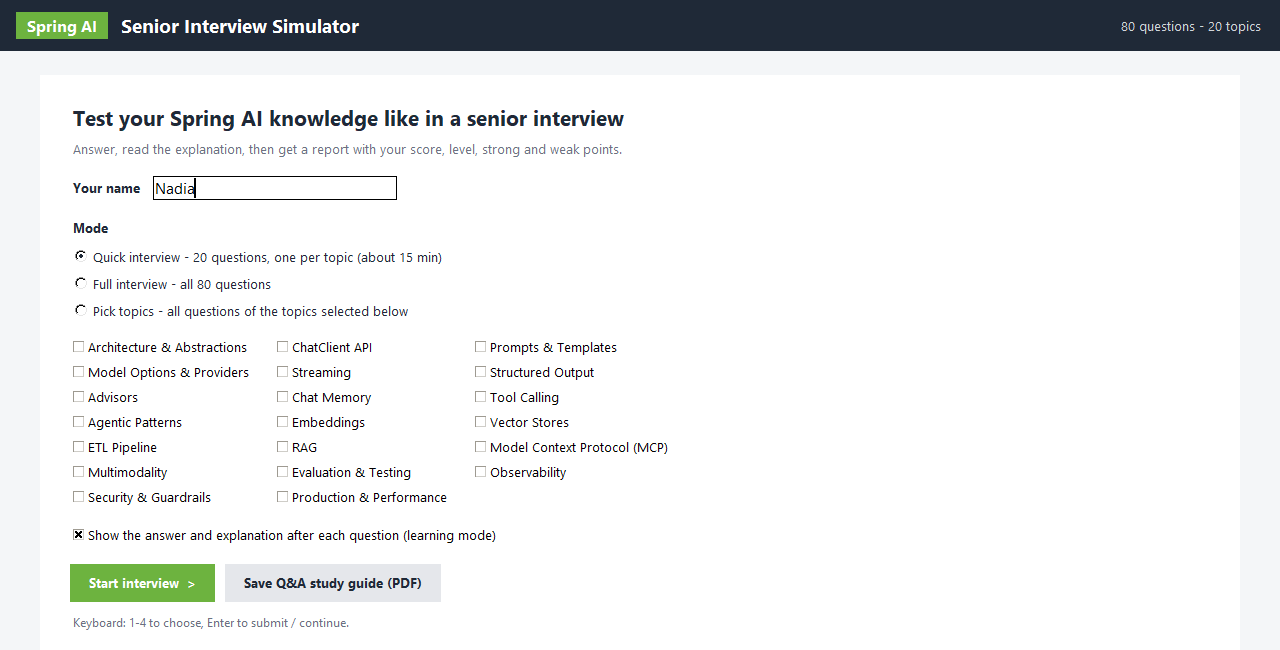 Spring AI Senior Interview Simulator 80 questions - 20 topics
Test your Spring AI knowledge like in a senior interview
Answer, read the explanation, then get a report with your score, level, strong and weak points.
Your name Nadia
Mode
Quick interview - 20 questions, one per topic (about 15 min)
Full interview - all 80 questions
Pick topics - all questions of the topics selected below
Architecture & Abstractions ChatClient API Prompts & Templates
Model Options & Providers Streaming Structured Output
Advisors Chat Memory Tool Calling
Agentic Patterns Embeddings Vector Stores
ETL Pipeline RAG Model Context Protocol (MCP)
Multimodality Evaluation & Testing Observability
Security & Guardrails Production & Performance
Show the answer and explanation after each question (learning mode)
Start interview > Save Q&A study guide (PDF)
Keyboard: 1-4 to choose, Enter to submit / continue.